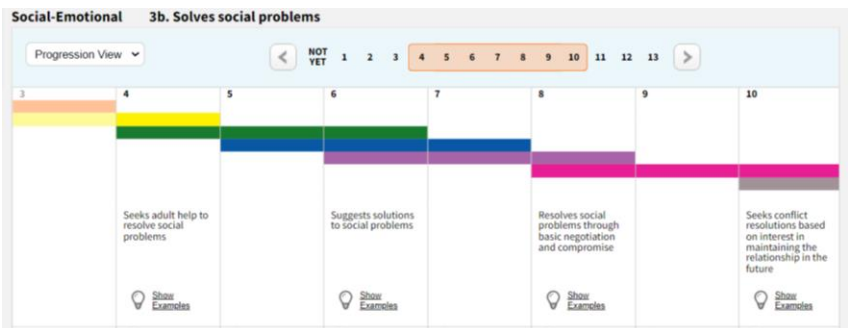 Social-Emotional 3b. Solves social problems
Progression View
NOT YET 1 2 3 4 5 6 7 8 9 10 11 12 13
3 4 5 6 7 8 9 10
Seeks adult help to
resolve social
problems
Show
Examples
Suggests solutions
to social problems
Show
Examples
Resolves social
problems through
basic negotiation
and compromise
Show
Examples
Seeks conflict
resolutions based
on interest in
maintaining the
relationship in the
future
Show
Examples